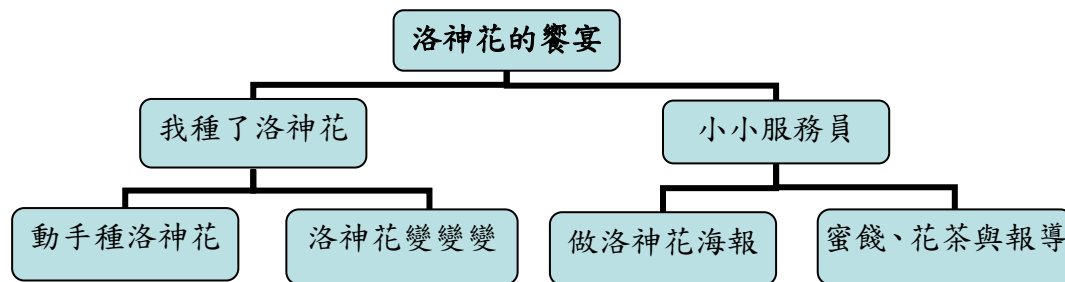 洛神花的饗宴
我種了洛神花
小小服務員
動手種洛神花
洛神花變變變
做洛神花海報
蜜餞、花茶與報導